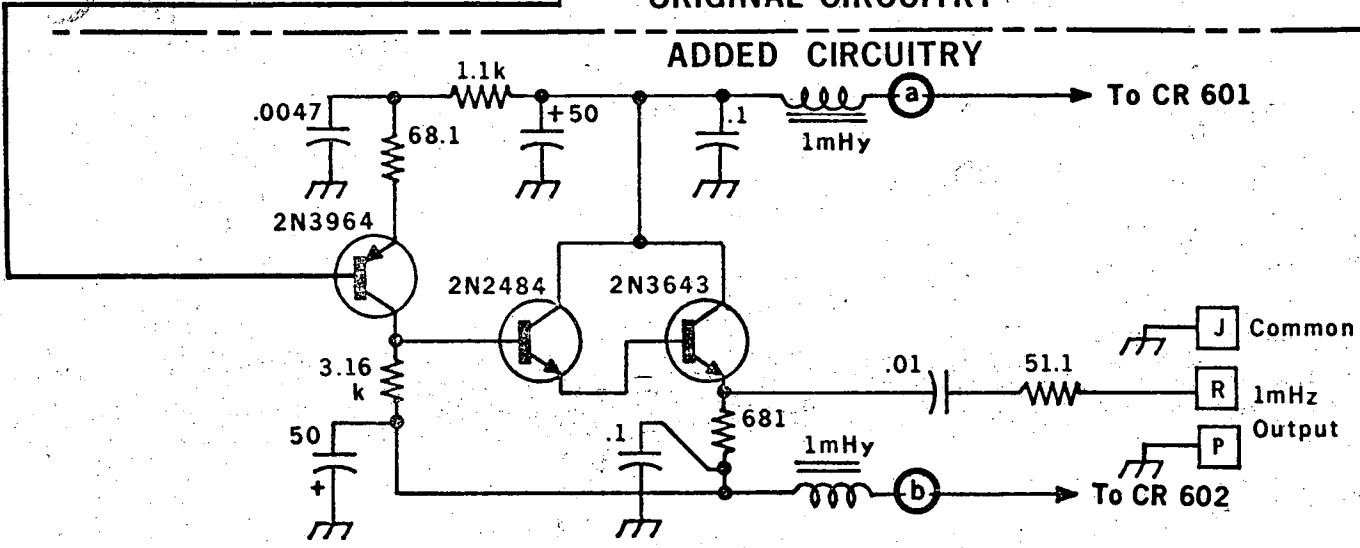 ORIGINAL CIRCUITRY
ADDED CIRCUITRY
1.1k
.0047
+50
.1
a
To CR 601
68.1
1mHy
2N3964
2N2484
2N3643
J Common
3.16
k
.01
51.1
R 1mHz
Output
P
50
+
.1
681
1mHy
b
To CR 602